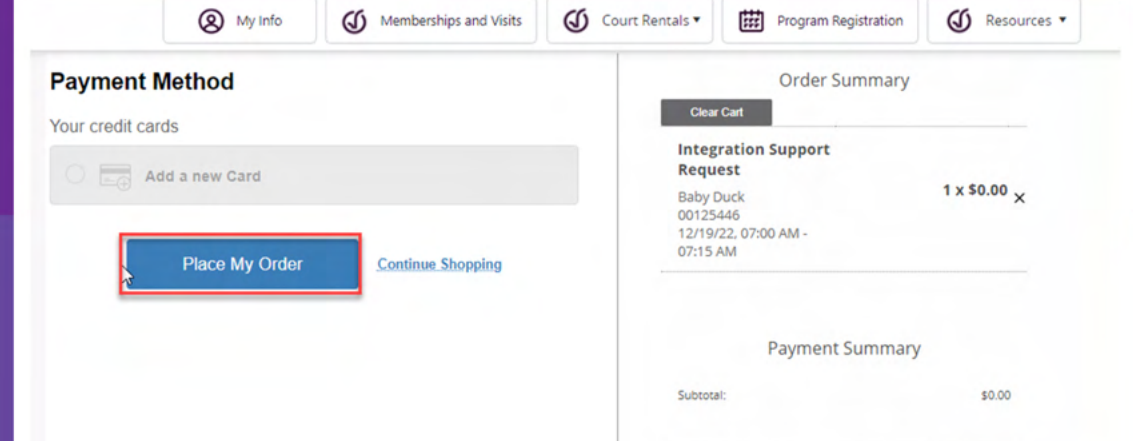 My Info
Memberships and Visits
Court Rentals ▾
Program Registration
Resources ▾
Payment Method
Your credit cards
Add a new Card
Place My Order
Continue Shopping
Order Summary
Clear Cart
Integration Support
Request
1 x $0.00 ×
Baby Duck
00125446
12/19/22, 07:00 AM -
07:15 AM
Payment Summary
Subtotal: $0.00